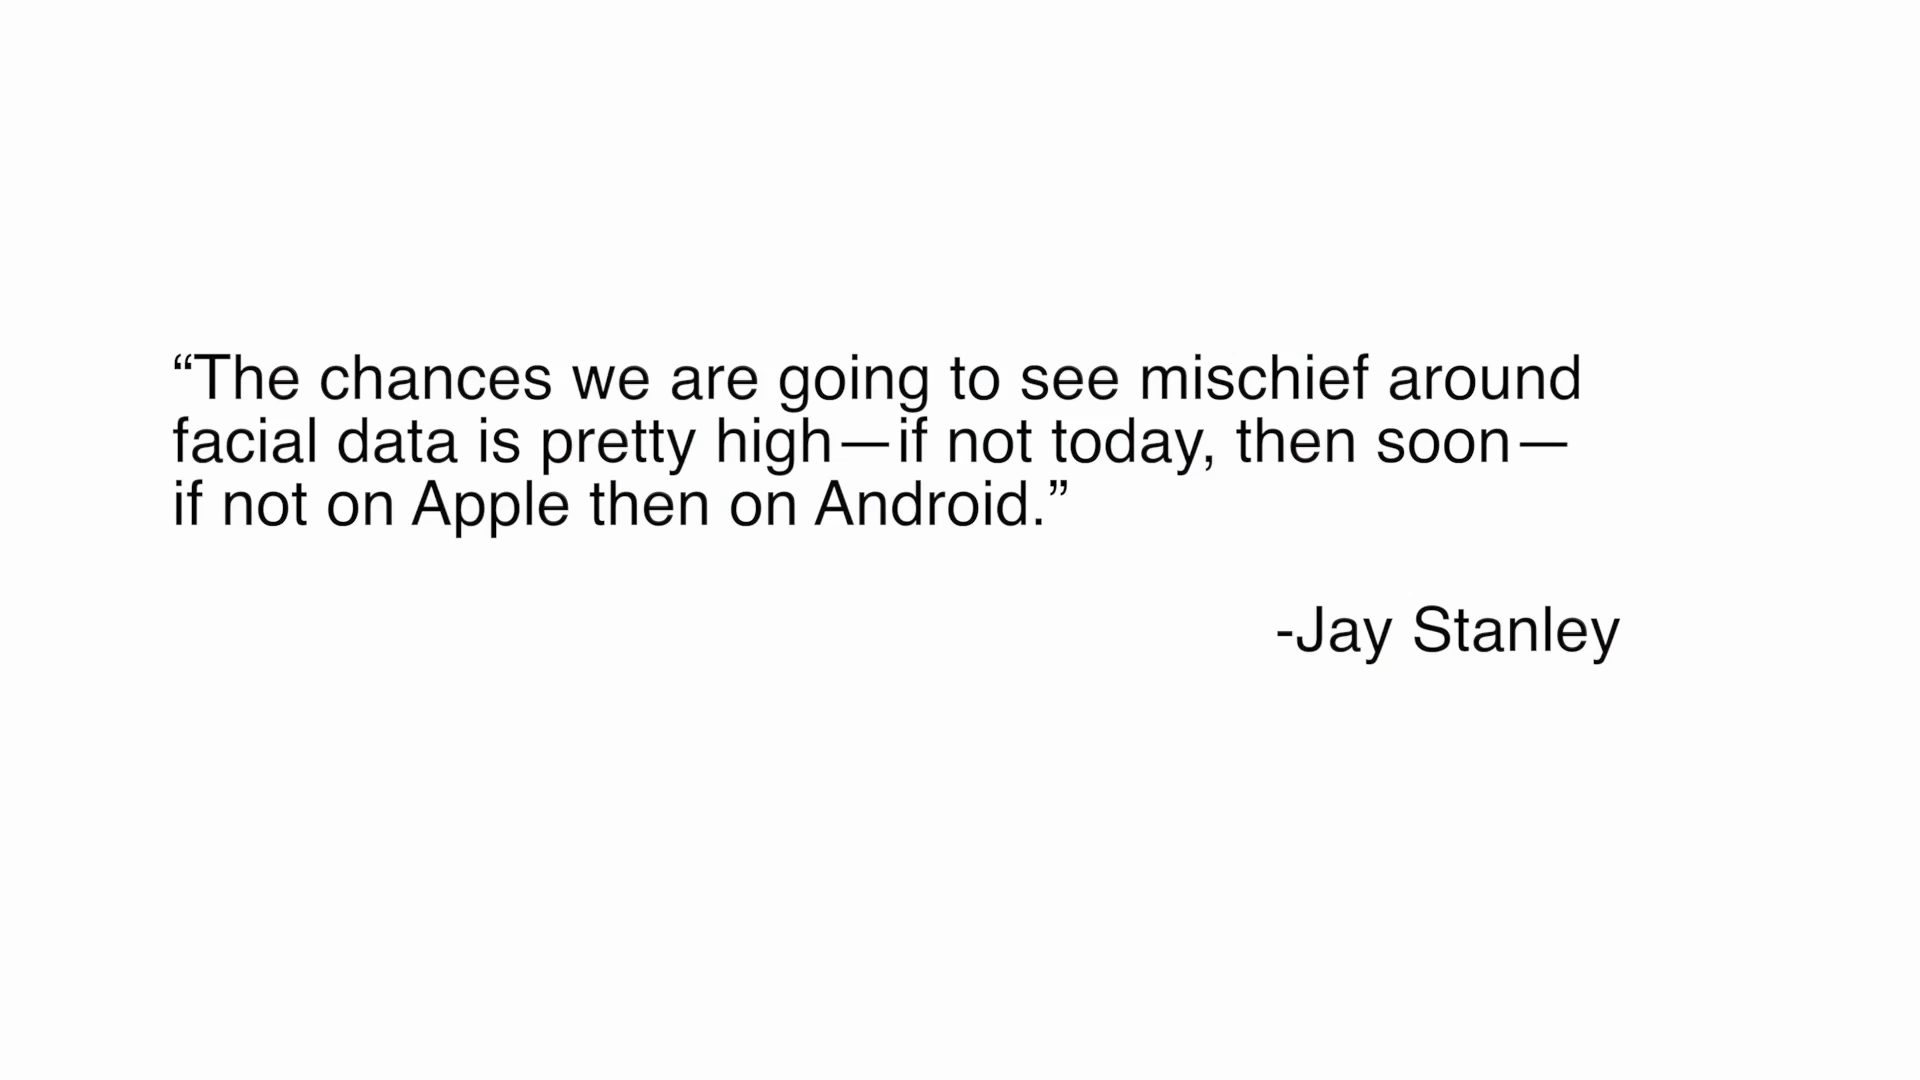 “The chances we are going to see mischief around
facial data is pretty high—if not today, then soon—
if not on Apple then on Android.”
-Jay Stanley